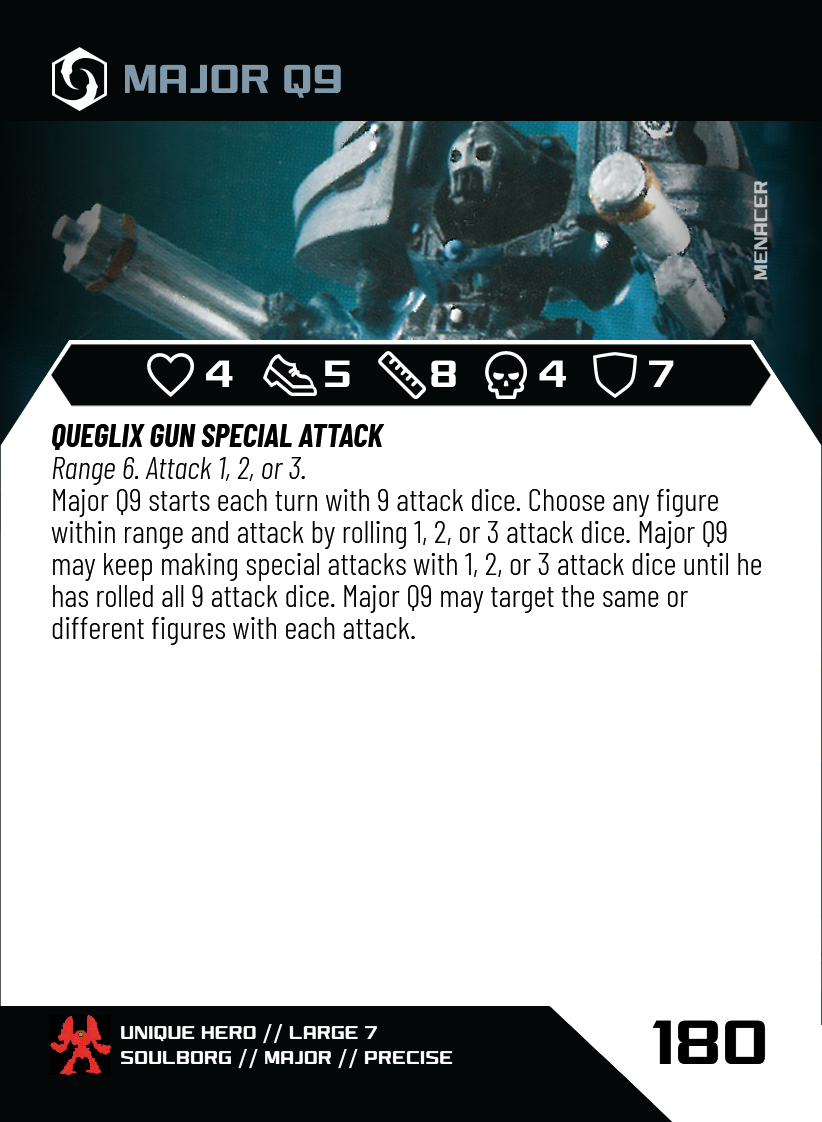 MAJOR Q9
MENACER
4 5 8 4 7
QUEGLIX GUN SPECIAL ATTACK
Range 6. Attack 1, 2, or 3.
Major Q9 starts each turn with 9 attack dice. Choose any figure
within range and attack by rolling 1, 2, or 3 attack dice. Major Q9
may keep making special attacks with 1, 2, or 3 attack dice until he
has rolled all 9 attack dice. Major Q9 may target the same or
different figures with each attack.
UNIQUE HERO // LARGE 7
SOULBORG // MAJOR // PRECISE
180